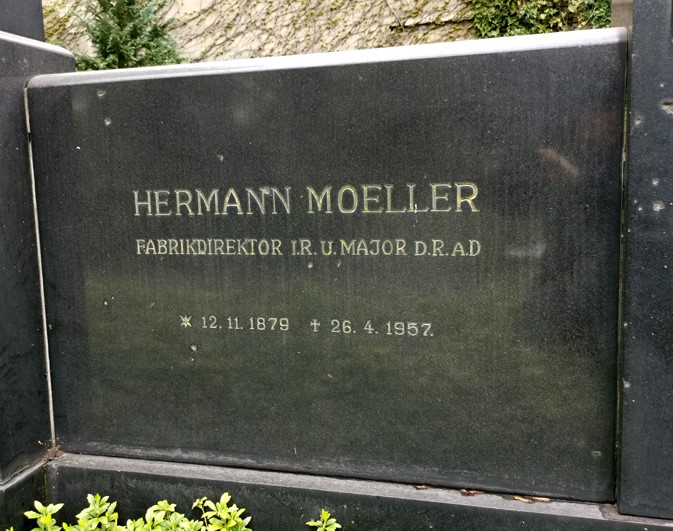 HERMANN MOELLER
FABRIKDIREKTOR I.R. U. MAJOR D.R.A.D
* 12. 11. 1879 † 26. 4. 1957.